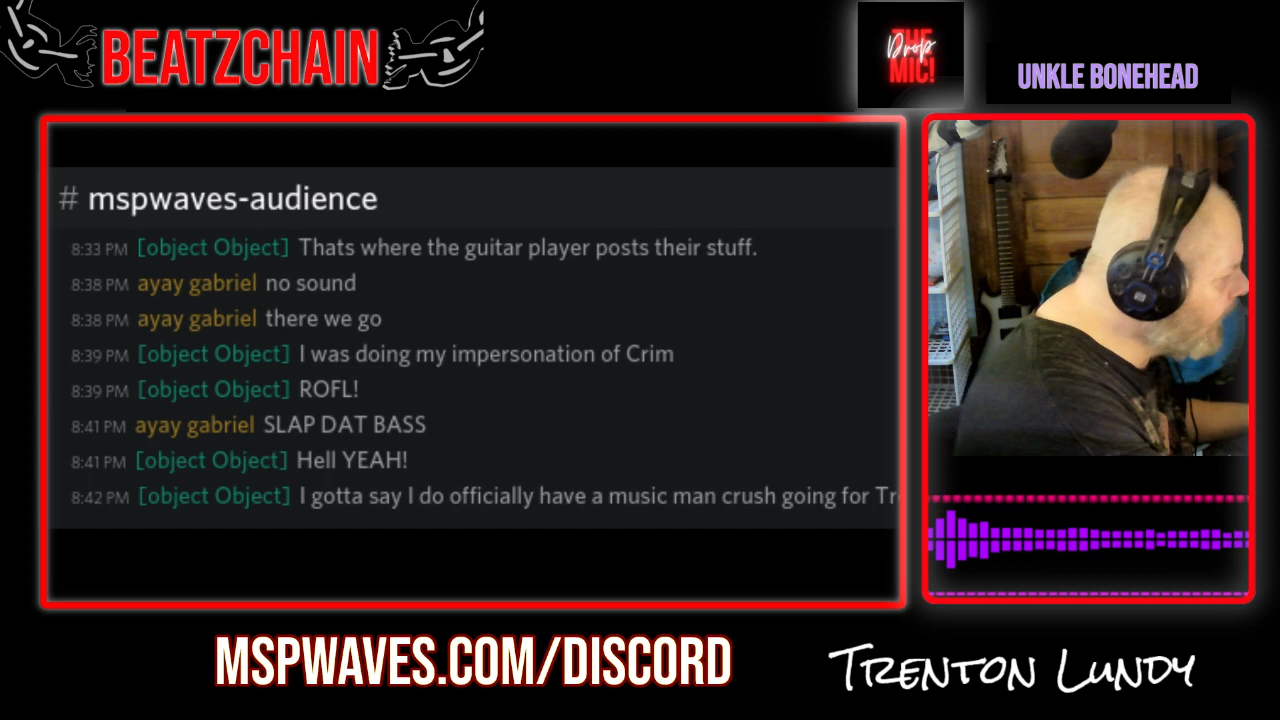 BEATZCHAIN
THE
Drop
MIC!
UNKLE BONEHEAD
# mspwaves-audience
8:33 PM [object Object] Thats where the guitar player posts their stuff.
8:38 PM ayay gabriel no sound
8:38 PM ayay gabriel there we go
8:39 PM [object Object] I was doing my impersonation of Crim
8:39 PM [object Object] ROFL!
8:41 PM ayay gabriel SLAP DAT BASS
8:41 PM [object Object] Hell YEAH!
8:42 PM [object Object] I gotta say I do officially have a music man crush going for
MSPWAVES.COM/DISCORD
TRENTON LUNDY